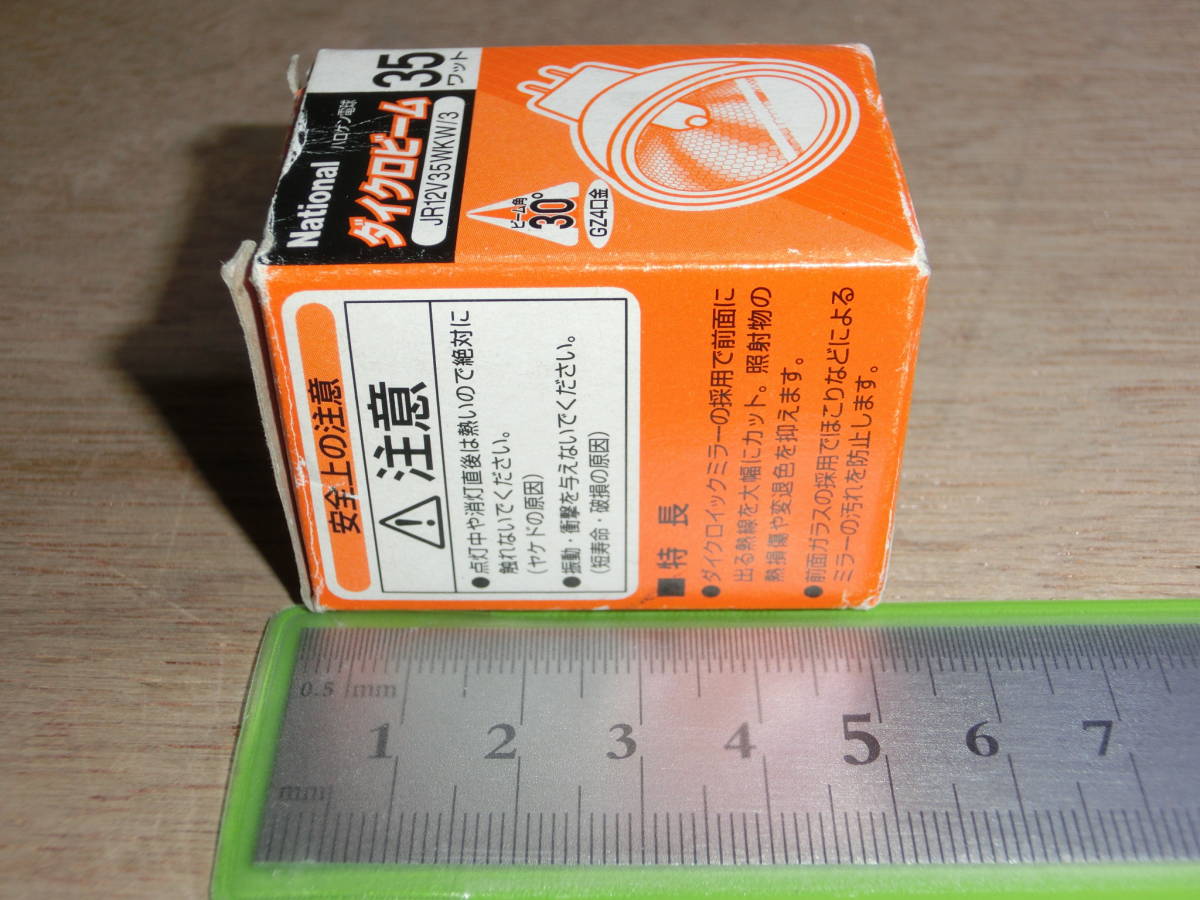 National ハロゲン電球
35
ワット
ダイクロビーム
JR12V35WKW/3
ビーム角
30°
GZ4口金
安全上の注意
注意
●点灯中や消灯直後は熱いので絶対に
触れないでください。
(ヤケドの原因)
●振動・衝撃を与えないでください。
(短寿命・破損の原因)
■特長
●ダイクロイックミラーの採用で前面に
出る熱線を大幅にカット。照射物の
熱損傷や変退色を抑えます。
●前面ガラスの採用でほこりなどによる
ミラーの汚れを防止します。
0.5 mm
1 2 3 4 5 6 7
mm